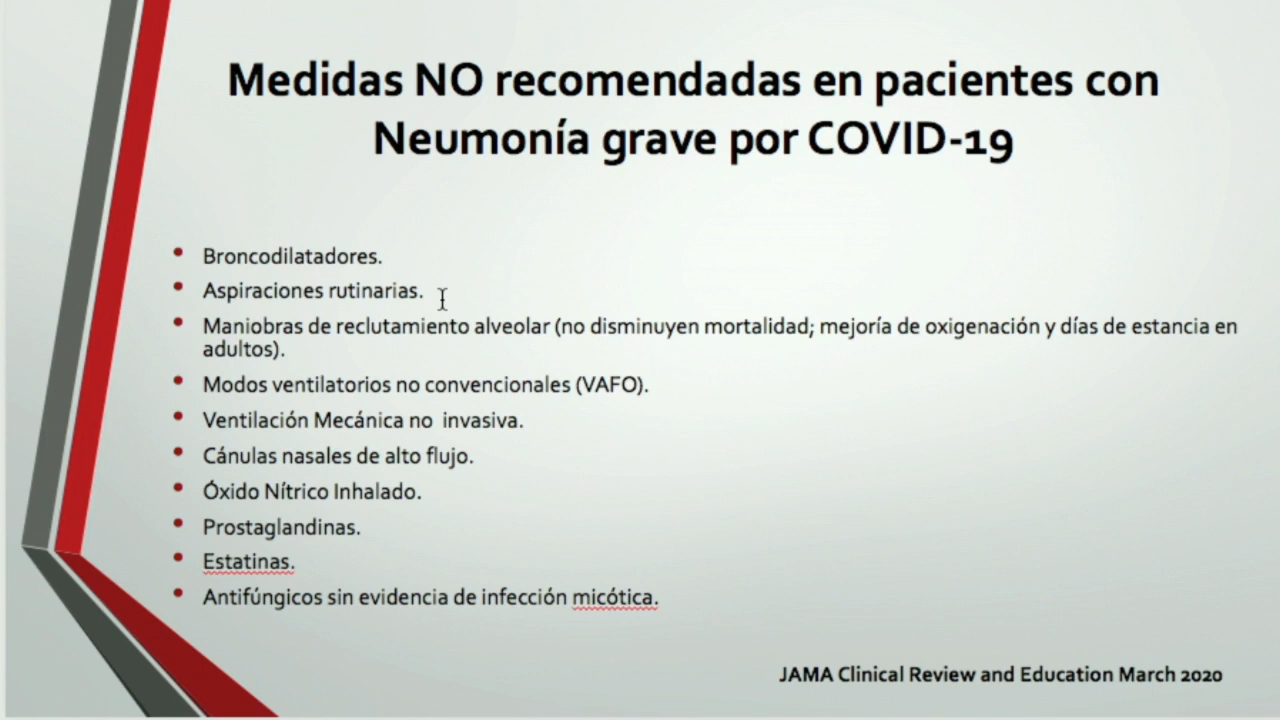 Medidas NO recomendadas en pacientes con
Neumonía grave por COVID-19
• Broncodilatadores.
• Aspiraciones rutinarias.
• Maniobras de reclutamiento alveolar (no disminuyen mortalidad; mejoría de oxigenación y días de estancia en
adultos).
• Modos ventilatorios no convencionales (VAFO).
• Ventilación Mecánica no  invasiva.
• Cánulas nasales de alto flujo.
• Óxido Nítrico Inhalado.
• Prostaglandinas.
• Estatinas.
• Antifúngicos sin evidencia de infección micótica.
JAMA Clinical Review and Education March 2020